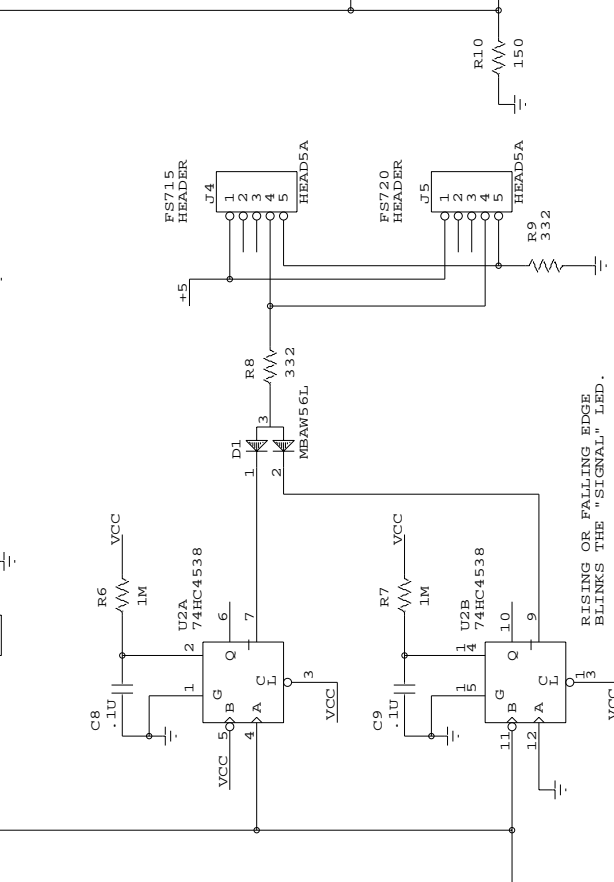 R10
150
FS715
HEADER
J4
1
2
3
4
5
HEAD5A
FS720
HEADER
J5
1
2
3
4
5
HEAD5A
R9
332
+5
R8
332
D1
3
1
2
MBAW56L
RISING OR FALLING EDGE
BLINKS THE "SIGNAL" LED.
VCC
R6
1M
U2A
74HC4538
6
7
2
1
Q
G
B
A
CL
3
VCC
C8
.1U
5
4
VCC
VCC
R7
1M
U2B
74HC4538
10
9
14
15
Q
G
B
A
CL
13
VCC
C9
.1U
11
12